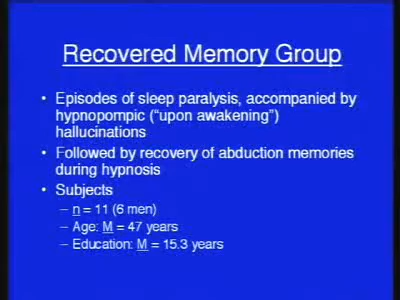 Recovered Memory Group
• Episodes of sleep paralysis, accompanied by
hypnopompic (“upon awakening”)
hallucinations
• Followed by recovery of abduction memories
during hypnosis
• Subjects
– n = 11 (6 men)
– Age: M = 47 years
– Education: M = 15.3 years